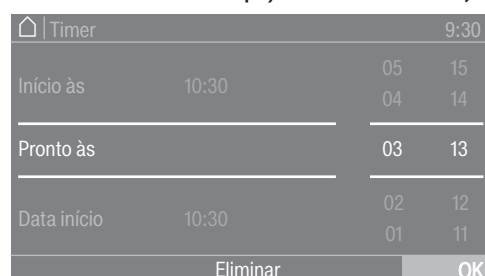 Timer 9:30
05 15
Início às 10:30
04 14
Pronto às 03 13
02 12
Data início 10:30
01 11
Eliminar OK